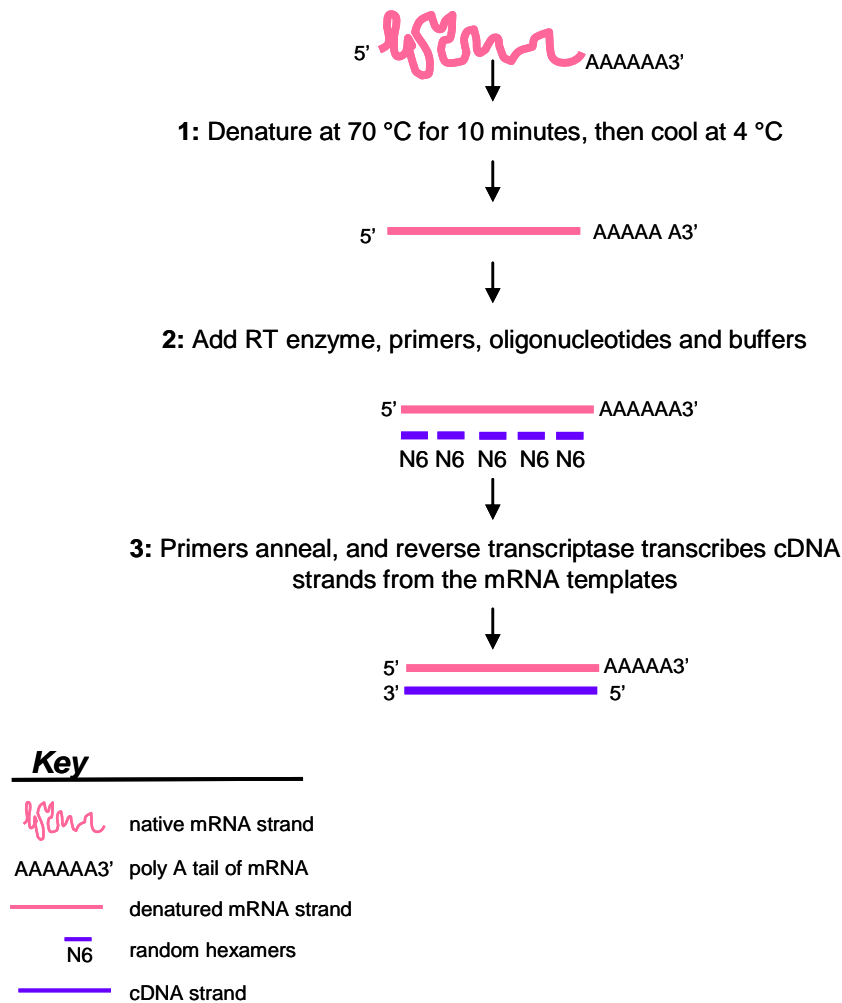 5’ AAAAAA3’
1: Denature at 70 °C for 10 minutes, then cool at 4 °C
5’ AAAAA A3’
2: Add RT enzyme, primers, oligonucleotides and buffers
5’ AAAAAA3’
N6 N6 N6 N6 N6
3: Primers anneal, and reverse transcriptase transcribes cDNA
strands from the mRNA templates
5’ AAAAA3’
3’ 5’
Key
native mRNA strand
AAAAAA3’ poly A tail of mRNA
denatured mRNA strand
N6 random hexamers
cDNA strand